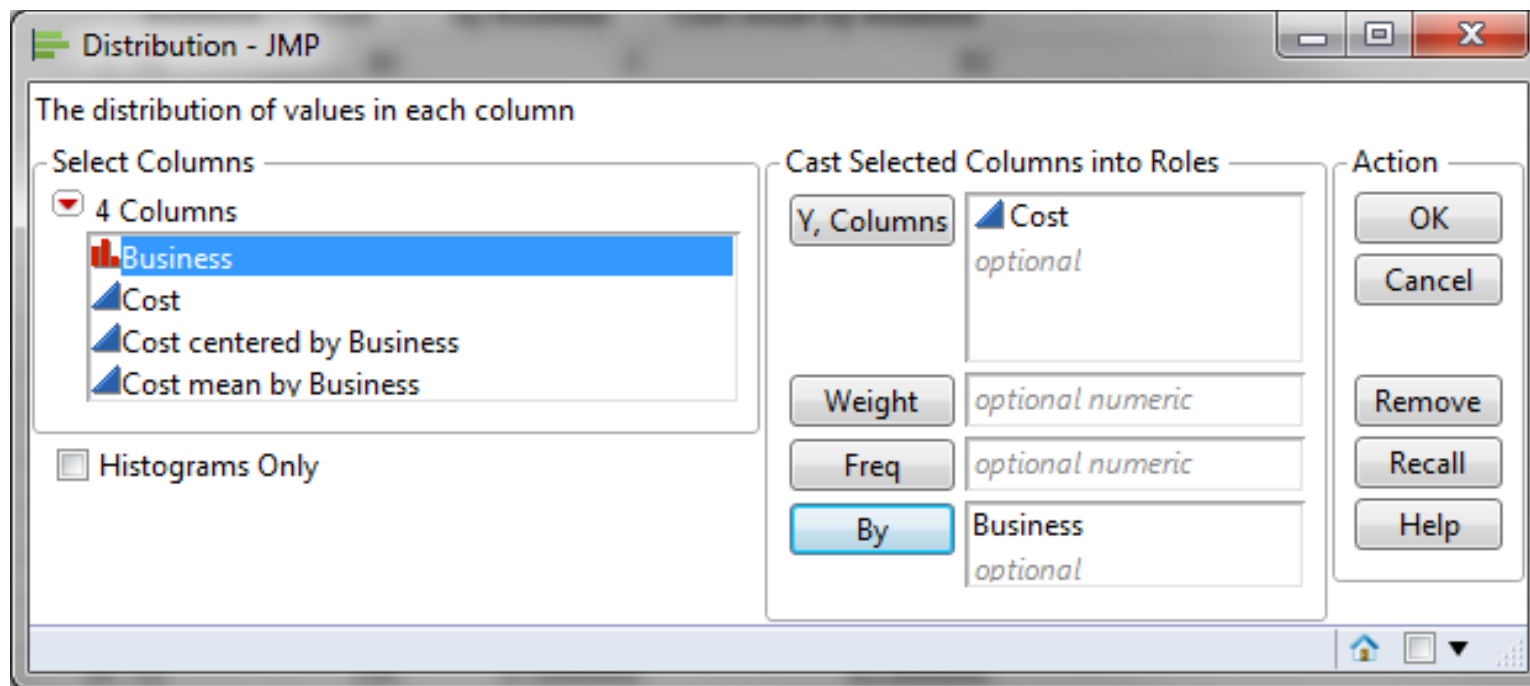 Distribution - JMP
The distribution of values in each column
Select Columns
4 Columns
Business
Cost
Cost centered by Business
Cost mean by Business
Histograms Only
Cast Selected Columns into Roles
Y, Columns
Cost
optional
Weight
optional numeric
Freq
optional numeric
By
Business
optional
Action
OK
Cancel
Remove
Recall
Help